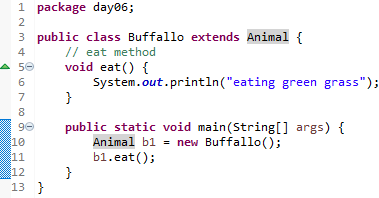 1 package day06;
2
3 public class Buffallo extends Animal {
4     // eat method
5     void eat() {
6         System.out.println("eating green grass");
7     }
8
9     public static void main(String[] args) {
10         Animal b1 = new Buffallo();
11         b1.eat();
12     }
13 }